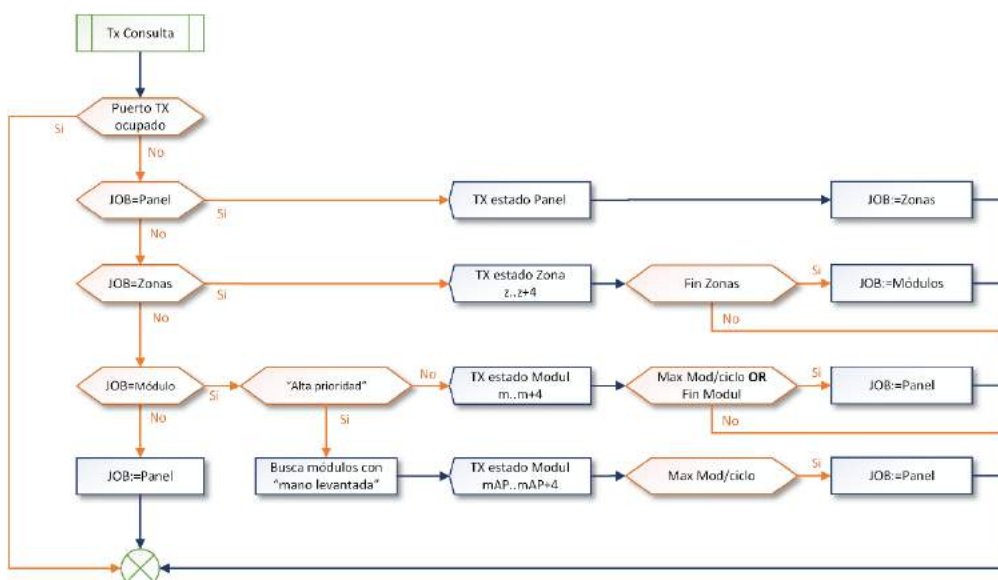 Tx Consulta
Puerto TX
ocupado
Si
No
JOB=Panel
Si
TX estado Panel
JOB:=Zonas
No
JOB=Zonas
Si
TX estado Zona
z..z+4
Fin Zonas
Si
JOB:=Módulos
No
No
JOB=Módulo
Si
"Alta prioridad"
No
TX estado Modul
m..m+4
Max Mod/ciclo OR
Fin Modul
Si
JOB:=Panel
No
No
Si
JOB:=Panel
Busca módulos con
"mano levantada"
TX estado Modul
mAP..mAP+4
Max Mod/ciclo
Si
JOB:=Panel